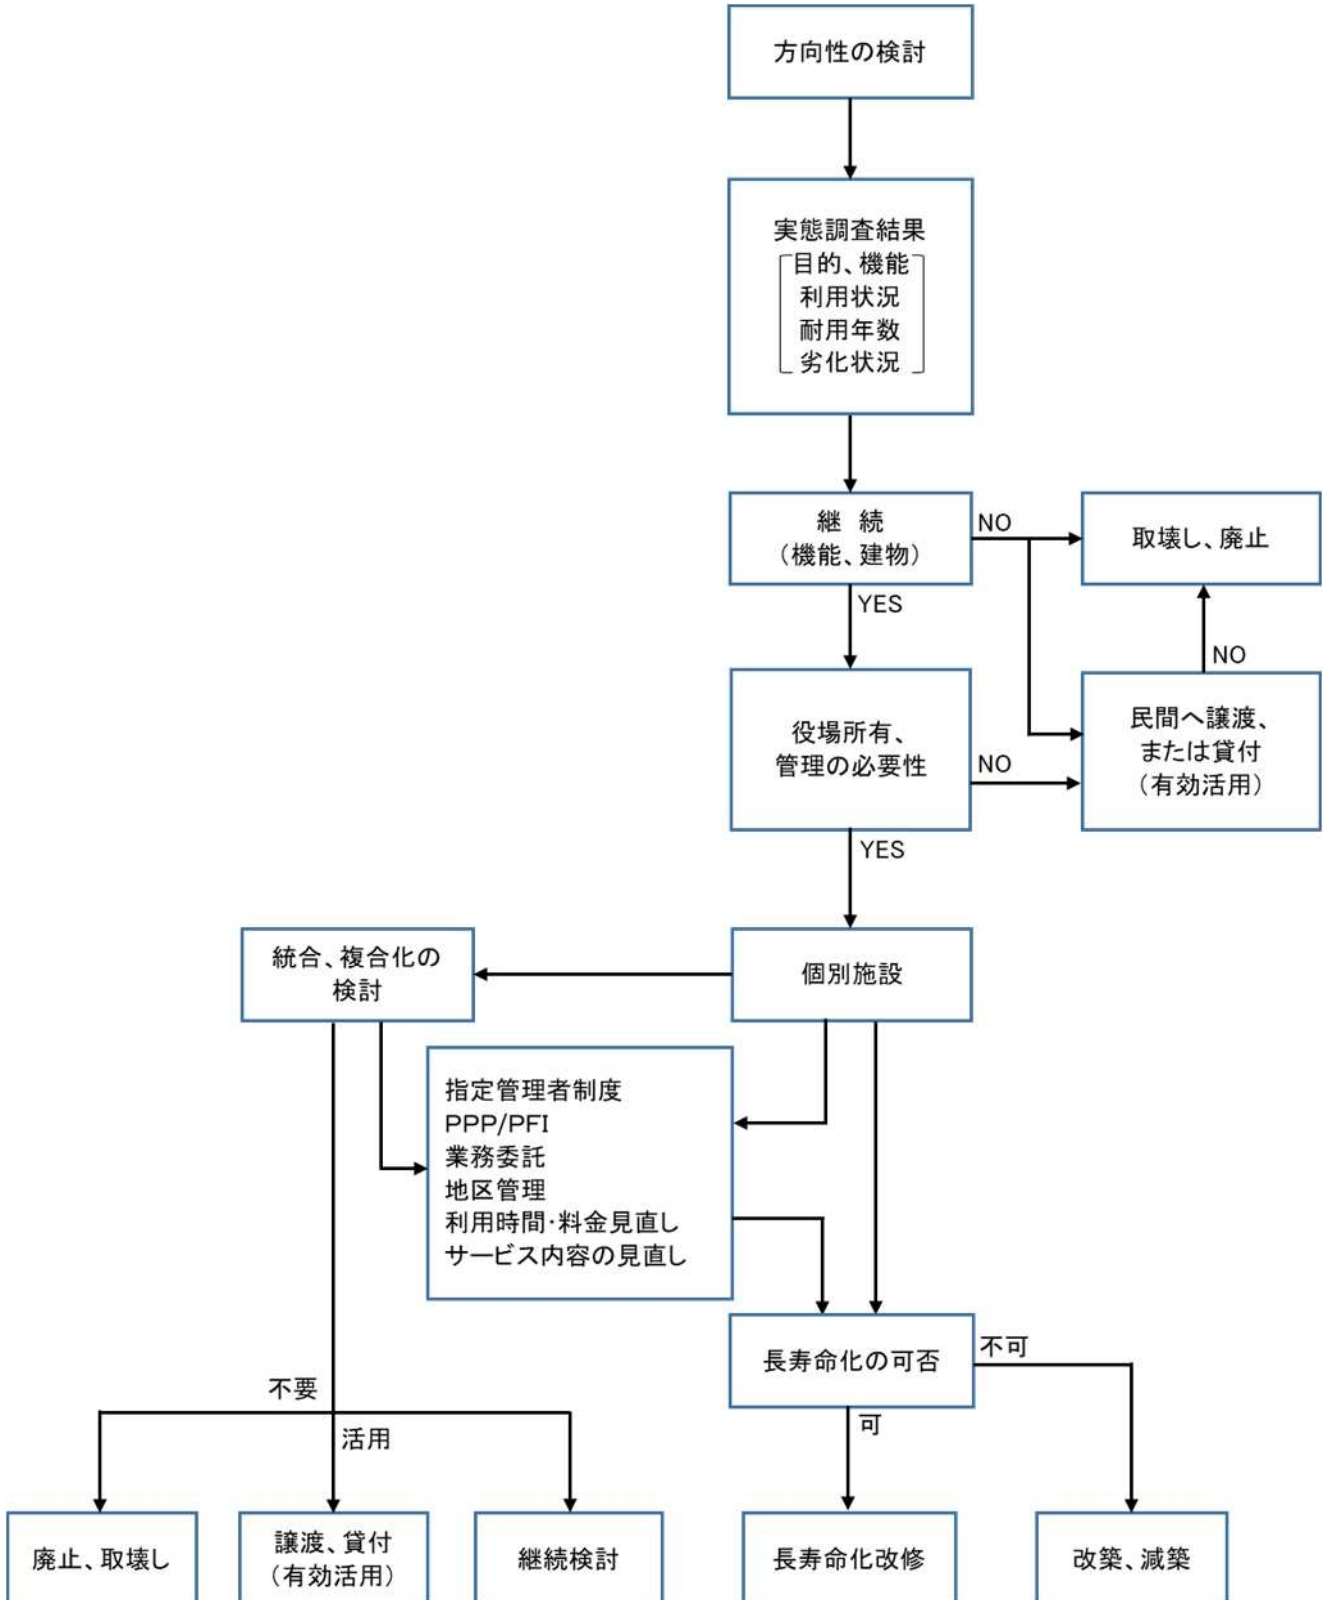 方向性の検討
実態調査結果
目的、機能
利用状況
耐用年数
劣化状況
継 続
（機能、建物）
NO
取壊し、廃止
YES
NO
役場所有、
管理の必要性
NO
民間へ譲渡、
または貸付
（有効活用）
YES
統合、複合化の
検討
個別施設
指定管理者制度
PPP/PFI
業務委託
地区管理
利用時間･料金見直し
サービス内容の見直し
長寿命化の可否
不可
不要
活用
可
廃止、取壊し
譲渡、貸付
（有効活用）
継続検討
長寿命化改修
改築、減築